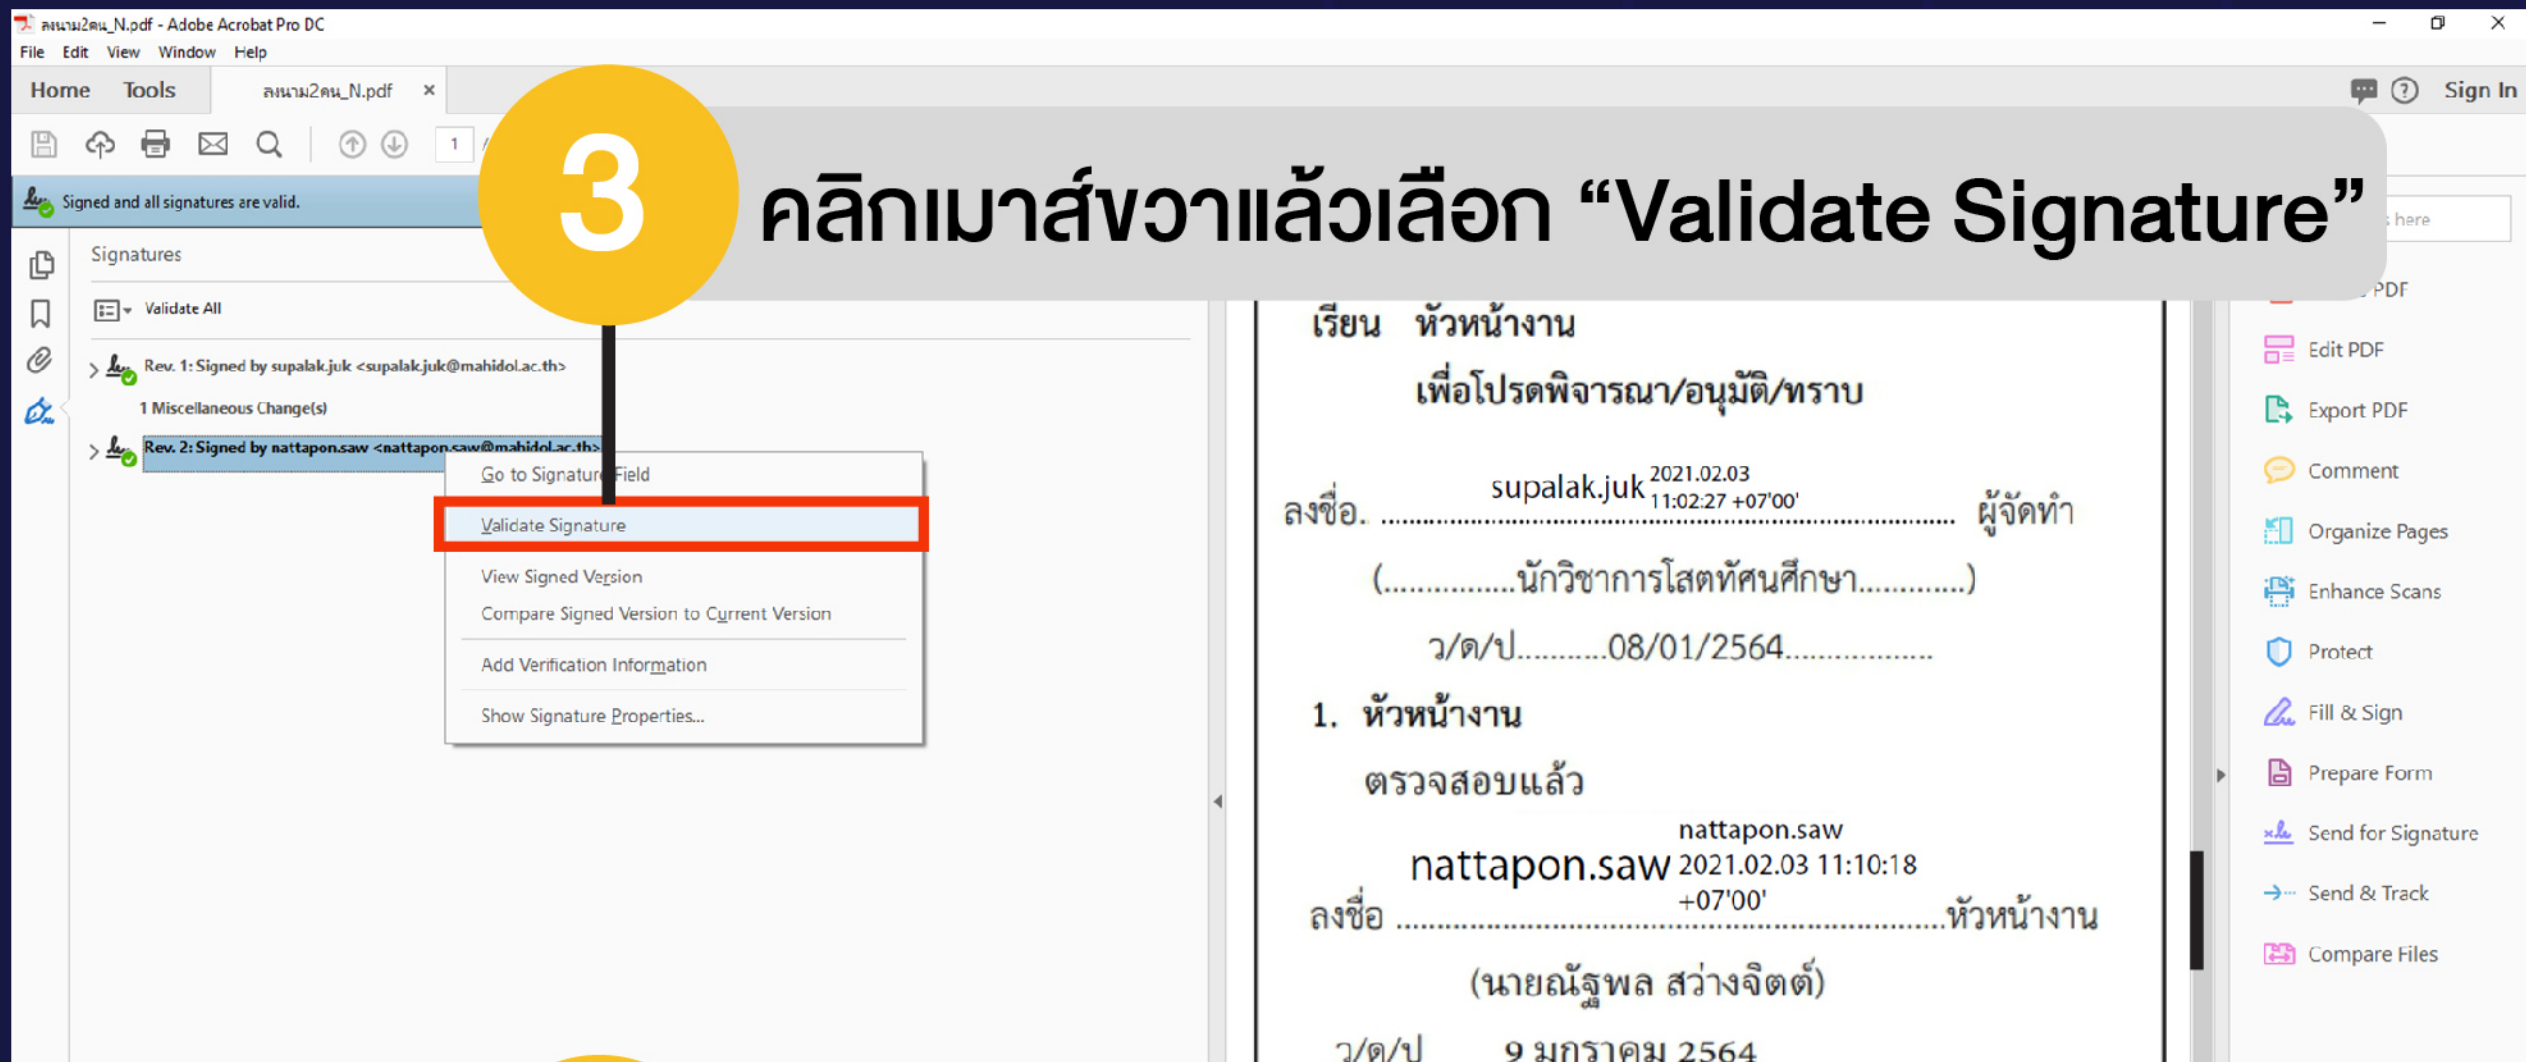 ลงนาม2คน_N.pdf - Adobe Acrobat Pro DC
File Edit View Window Help
Home Tools ลงนาม2คน_N.pdf × Sign In
1 /
3
คลิกเมาส์ขวาแล้วเลือก “Validate Signature”
Signed and all signatures are valid.
Signatures
Validate All
Rev. 1: Signed by supalak.juk <supalak.juk@mahidol.ac.th>
1 Miscellaneous Change(s)
Rev. 2: Signed by nattapon.saw <nattapon.saw@mahidol.ac.th>
Go to Signature Field
Validate Signature
View Signed Version
Compare Signed Version to Current Version
Add Verification Information
Show Signature Properties...
เรียน หัวหน้างาน
เพื่อโปรดพิจารณา/อนุมัติ/ทราบ
supalak.juk 2021.02.03
11:02:27 +07'00'
ลงชื่อ.. ........................................ ผู้จัดทำ
(...............นักวิชาการโสตทัศนศึกษา............)
ว/ด/ป...........08/01/2564..................
1. หัวหน้างาน
ตรวจสอบแล้ว
nattapon.saw
nattapon.saw 2021.02.03 11:10:18
+07'00'
ลงชื่อ ........................................หัวหน้างาน
(นายณัฐพล สว่างจิตต์)
ว/ด/ป 9 มกราคม 2564
here
PDF
Edit PDF
Export PDF
Comment
Organize Pages
Enhance Scans
Protect
Fill & Sign
Prepare Form
Send for Signature
Send & Track
Compare Files